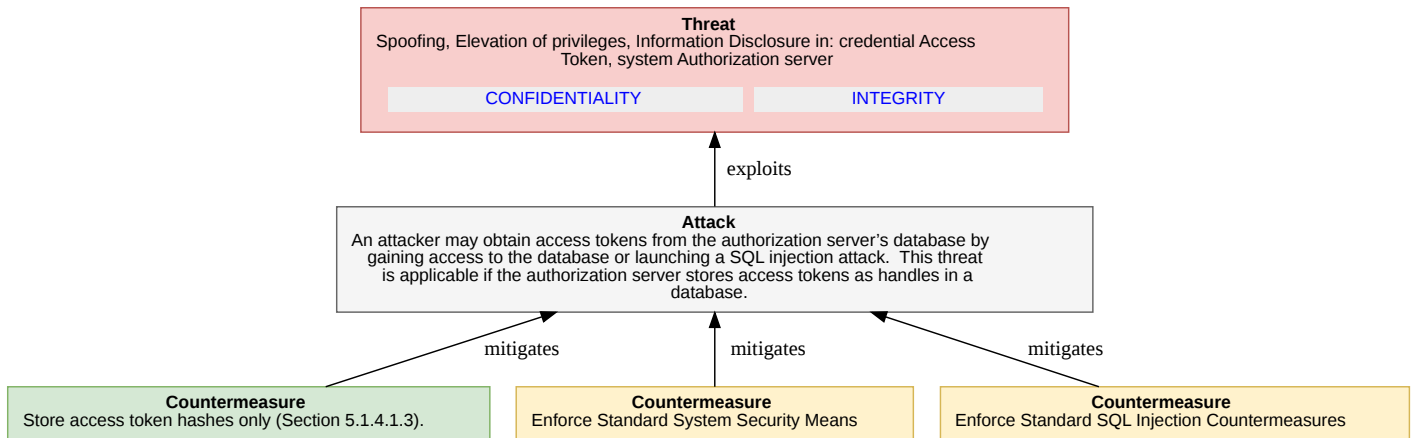 Threat
Spoofing, Elevation of privileges, Information Disclosure in: credential Access
Token, system Authorization server
CONFIDENTIALITY
INTEGRITY
exploits
Attack
An attacker may obtain access tokens from the authorization server’s database by
gaining access to the database or launching a SQL injection attack.  This threat
is applicable if the authorization server stores access tokens as handles in a
database.
mitigates
mitigates
mitigates
Countermeasure
Store access token hashes only (Section 5.1.4.1.3).
Countermeasure
Enforce Standard System Security Means
Countermeasure
Enforce Standard SQL Injection Countermeasures